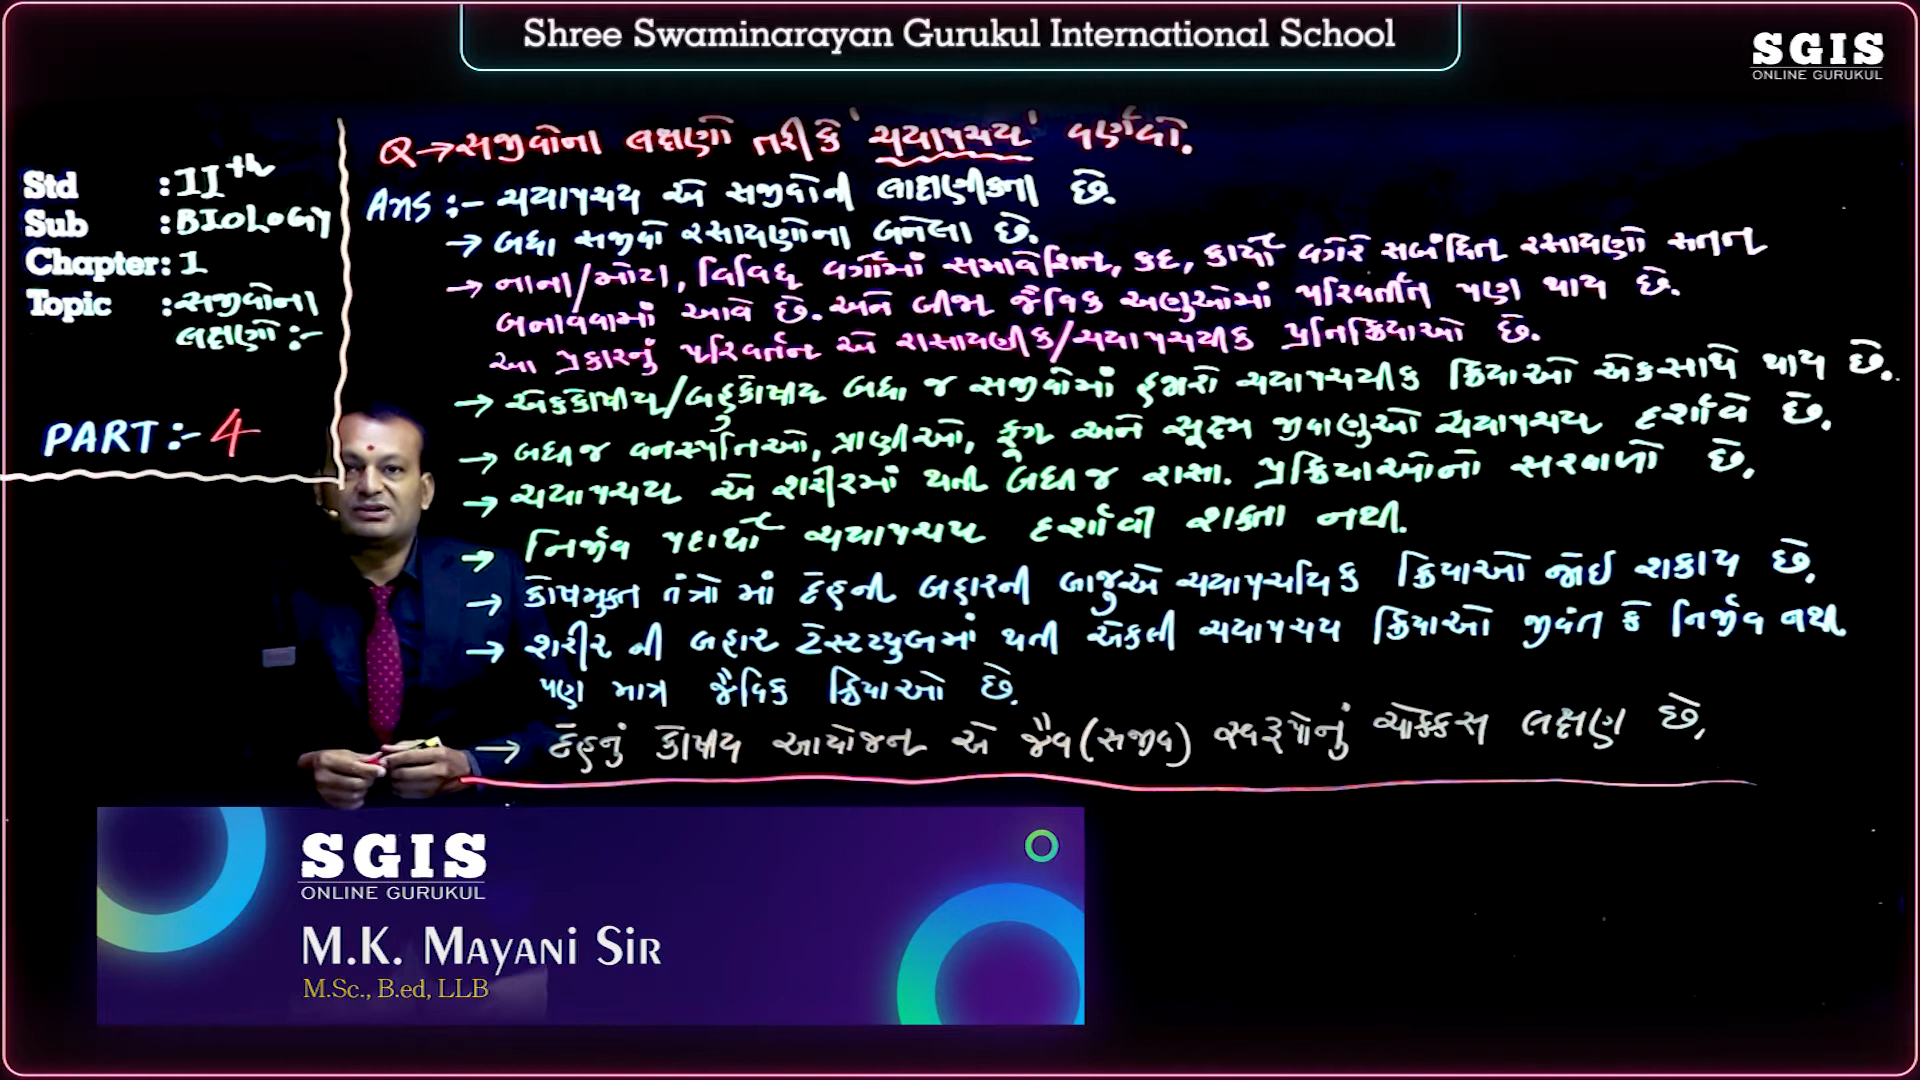 Shree Swaminarayan Gurukul International School
SGIS
ONLINE GURUKUL
Std : 11th
Sub : BIOLOGY
Chapter: 1
Topic : સજીવોના
લક્ષણો :-
PART :- 4
Q → સજીવોના લક્ષણો તરીકે 'ચયાપચય' વર્ણવો.
Ans :- ચયાપચય એ સજીવોની લાક્ષણીકતા છે.
→ બધા સજીવો રસાયણોના બનેલા છે.
→ નાના/મોટા, વિવિધ વર્ગોમાં સમાવેશિત, કદ, કાર્યો વગેરે સબંધિત રસાયણો સતત
બનાવવામાં આવે છે. અને બીજા જૈવિક અણુઓમાં પરિવર્તીત પણ થાય છે.
આ પ્રકારનું પરિવર્તન એ રાસાયણીક/ચયાપચયીક પ્રતિક્રિયાઓ છે.
→ એકકોષીય/બહુકોષીય બધા જ સજીવોમાં હજારો ચયાપચયીક ક્રિયાઓ એકસાથે થાય છે.
→ બધા જ વનસ્પતિઓ, પ્રાણીઓ, ફૂગ અને સૂક્ષ્મ જીવાણુઓ ચયાપચય દર્શાવે છે.
→ ચયાપચય એ શરીરમાં થતી બધી જ રાસા. પ્રક્રિયાઓનો સરવાળો છે.
→ નિર્જીવ પદાર્થો ચયાપચય દર્શાવી શકતા નથી.
→ કોષમુક્ત તંત્રો માં દેહની બહારની બાજુએ ચયાપચયિક ક્રિયાઓ જોઈ શકાય છે.
→ શરીર ની બહાર ટેસ્ટટ્યુબમાં થતી એકલી ચયાપચય ક્રિયાઓ જીવંત કે નિર્જીવ નથી
પણ માત્ર જૈવિક ક્રિયાઓ છે.
→ દેહનું કોષીય આયોજન એ જૈવ (સજીવ) સ્વરૂપોનું ચોક્કસ લક્ષણ છે.
SGIS
ONLINE GURUKUL
M.K. Mayani Sir
M.Sc., B.ed, LLB